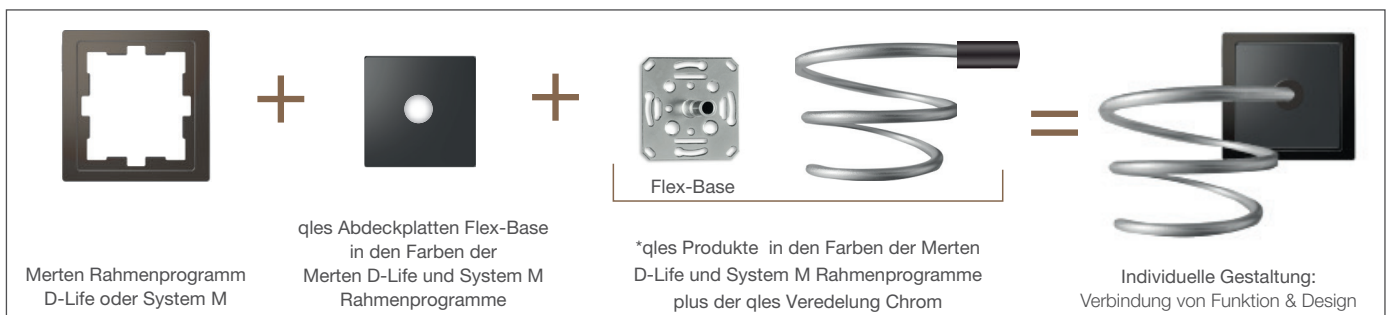 Merten Rahmenprogramm
D-Life oder System M
qles Abdeckplatten Flex-Base
in den Farben der
Merten D-Life und System M
Rahmenprogramme
Flex-Base
*qles Produkte in den Farben der Merten
D-Life und System M Rahmenprogramme
plus der qles Veredelung Chrom
Individuelle Gestaltung:
Verbindung von Funktion & Design